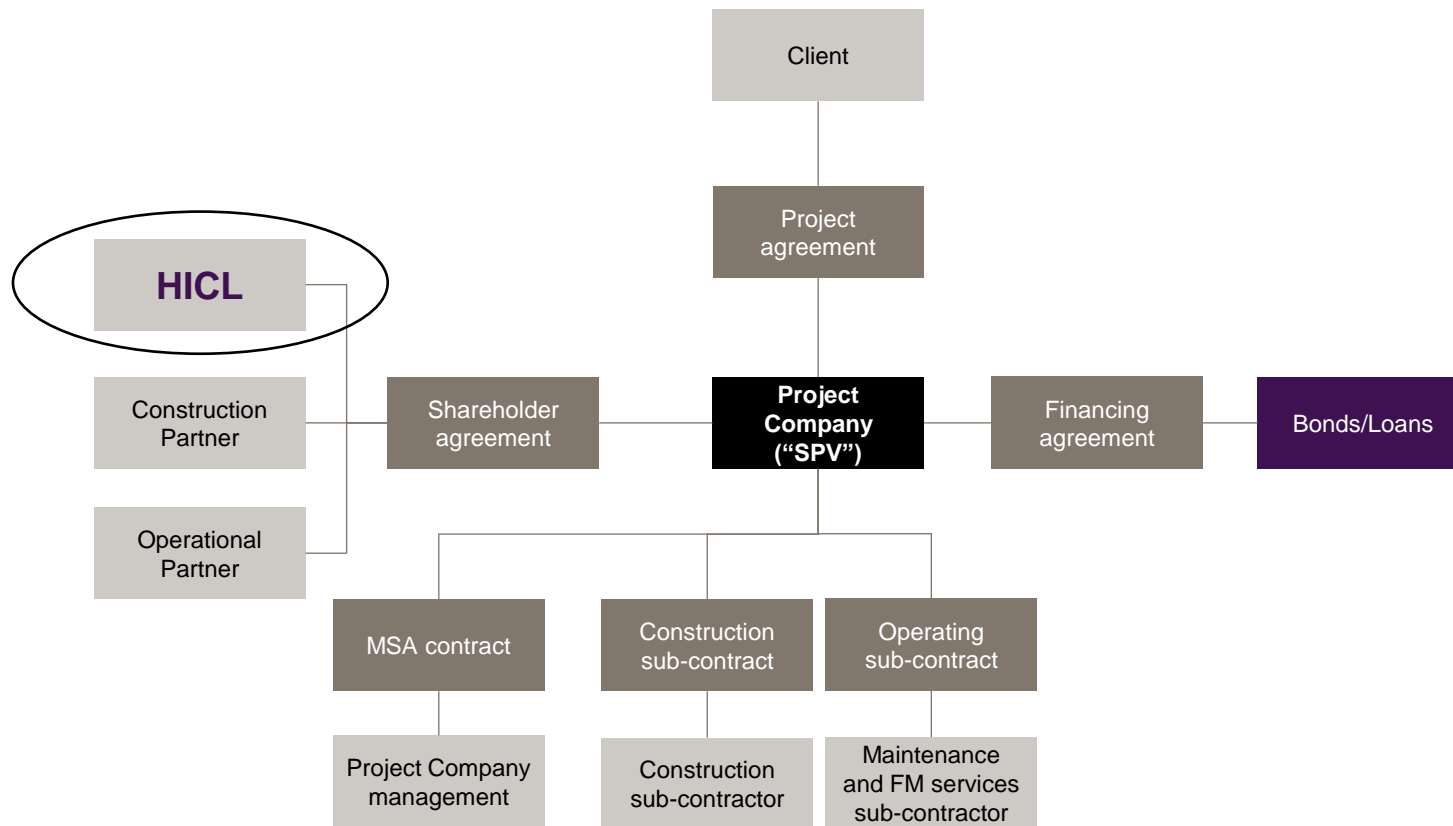 Client
Project
agreement
HICL
Construction
Partner
Shareholder
agreement
Project
Company
(“SPV”)
Financing
agreement
Bonds/Loans
Operational
Partner
MSA contract
Construction
sub-contract
Operating
sub-contract
Project Company
management
Construction
sub-contractor
Maintenance
and FM services
sub-contractor